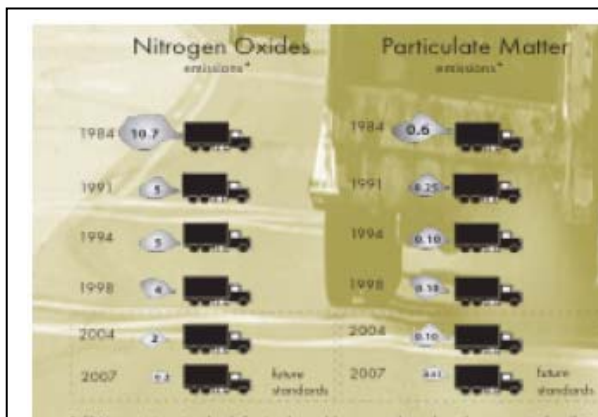 Nitrogen Oxides
emissions*
1984 10.7
1991 5
1994 5
1998 4
2004 2
2007 future
standards
Particulate Matter
emissions*
1984 0.6
1991 0.25
1994 0.10
1998 0.10
2004 0.10
2007 future
standards